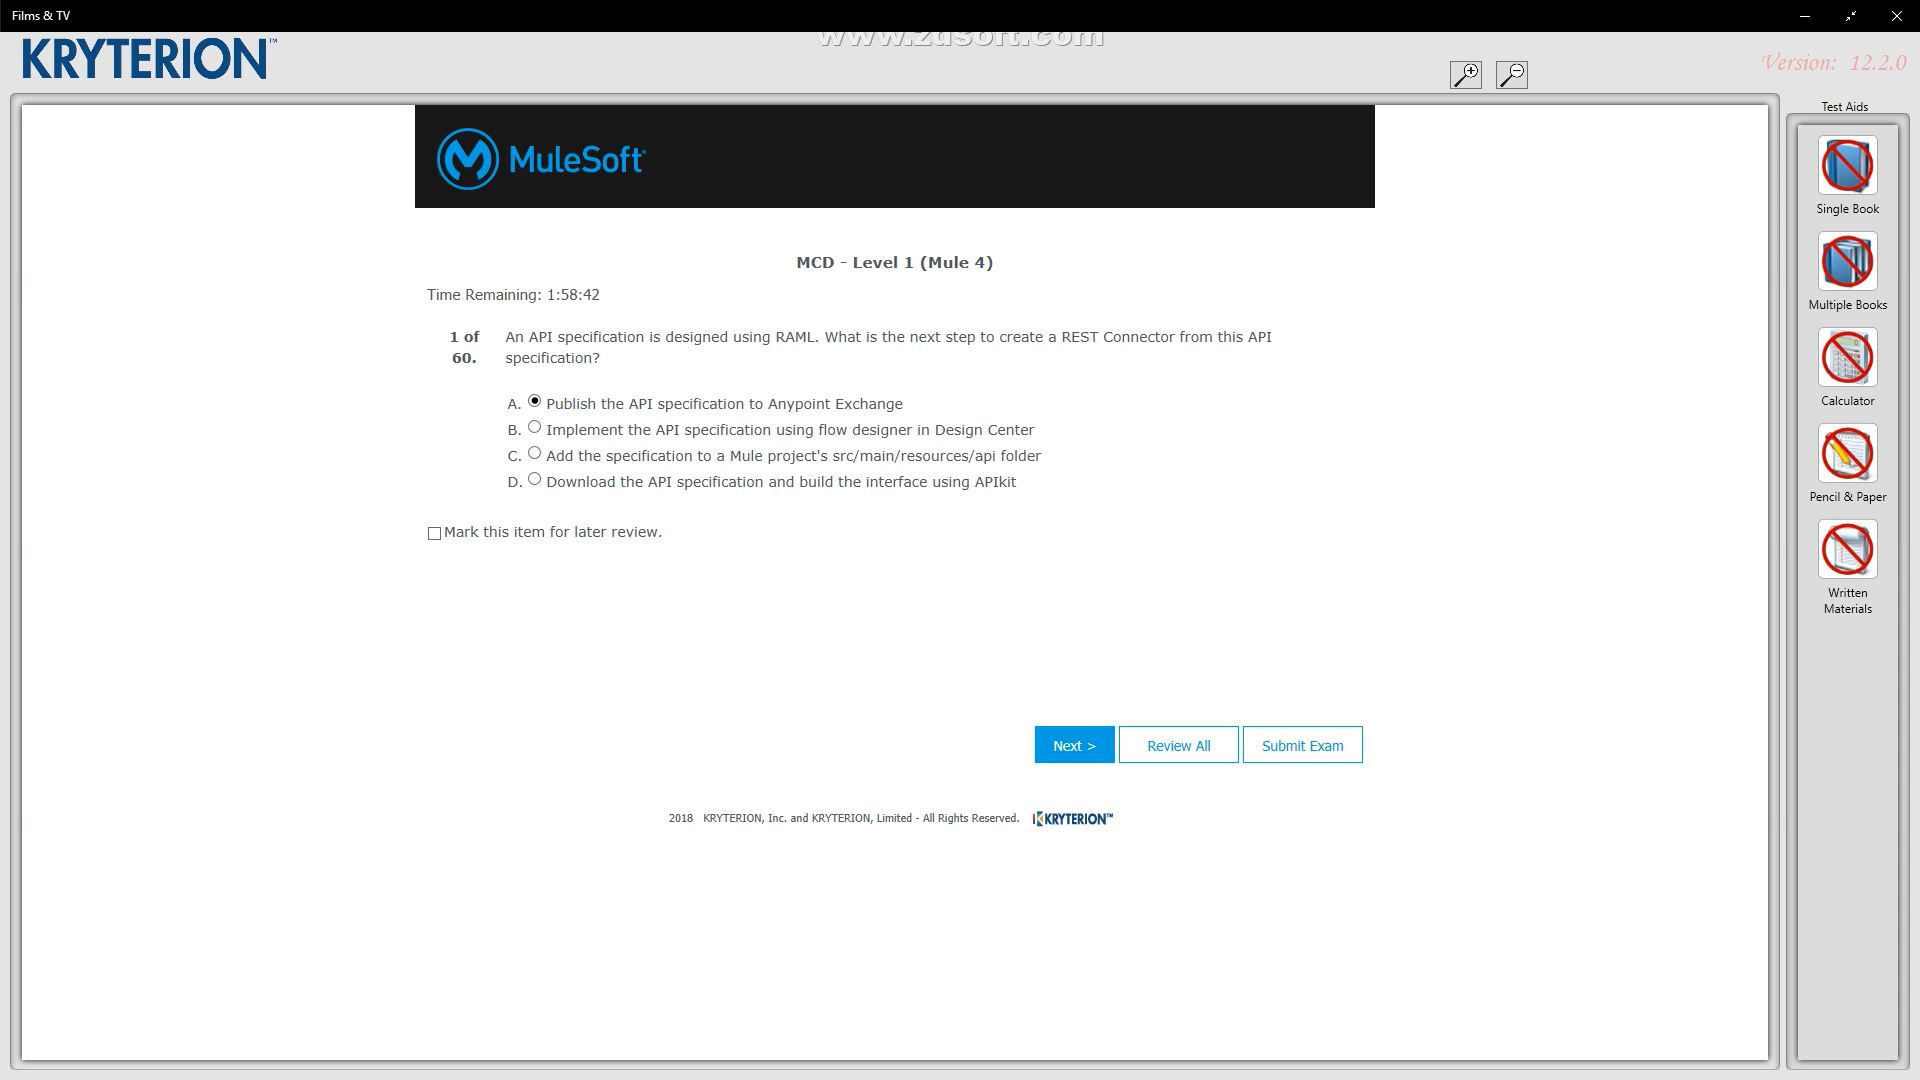 Films & TV
www.zdsoft.com
KRYTERION™
Version: 12.2.0
Test Aids
MuleSoft
Single Book
MCD - Level 1 (Mule 4)
Time Remaining: 1:58:42
Multiple Books
1 of 60.
An API specification is designed using RAML. What is the next step to create a REST Connector from this API
specification?
A. Publish the API specification to Anypoint Exchange
B. Implement the API specification using flow designer in Design Center
C. Add the specification to a Mule project's src/main/resources/api folder
D. Download the API specification and build the interface using APIkit
Calculator
Pencil & Paper
Mark this item for later review.
Written
Materials
Next >
Review All
Submit Exam
2018 KRYTERION, Inc. and KRYTERION, Limited - All Rights Reserved. KRYTERION™